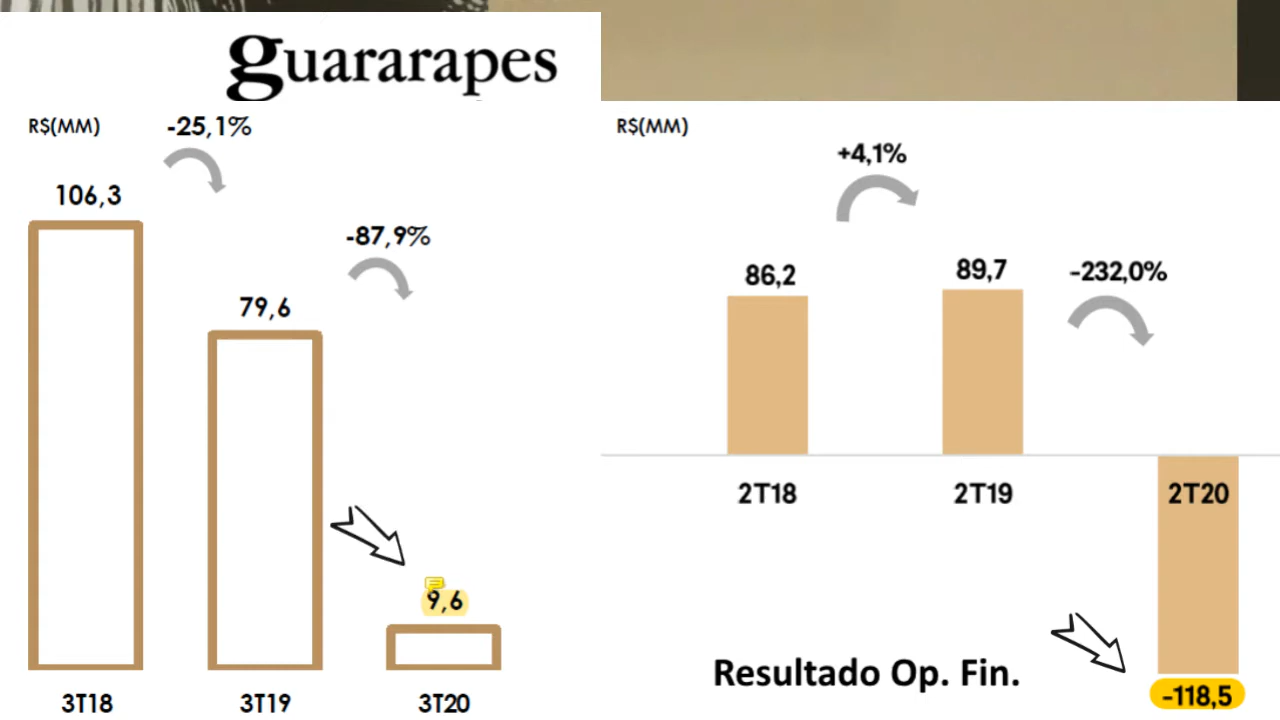 guararapes
R$(MM)
-25,1%
106,3
-87,9%
79,6
9,6
3T18
3T19
3T20
R$(MM)
+4,1%
86,2
89,7
-232,0%
2T18
2T19
2T20
Resultado Op. Fin.
-118,5